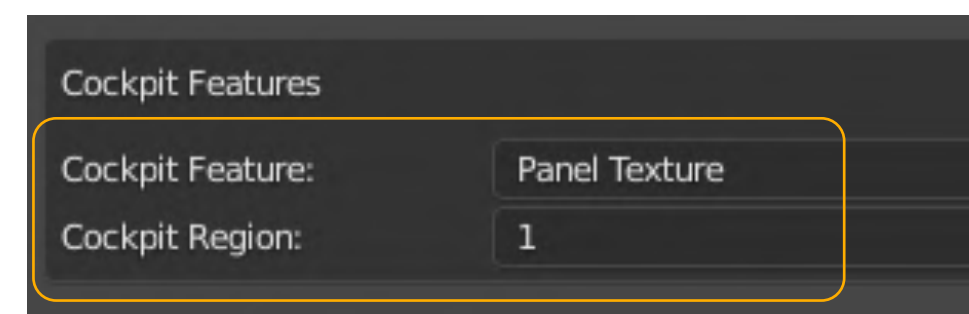 Cockpit Features
Cockpit Feature: Panel Texture
Cockpit Region: 1